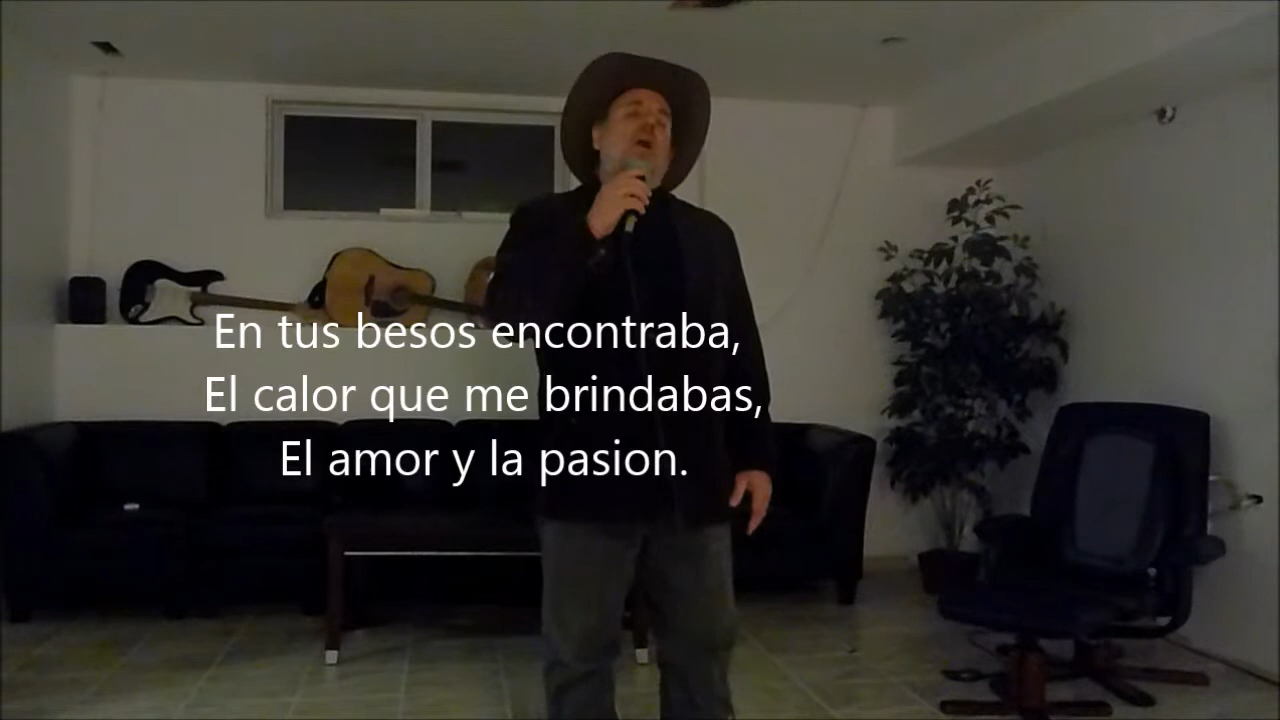 En tus besos encontraba,
El calor que me brindabas,
El amor y la pasion.